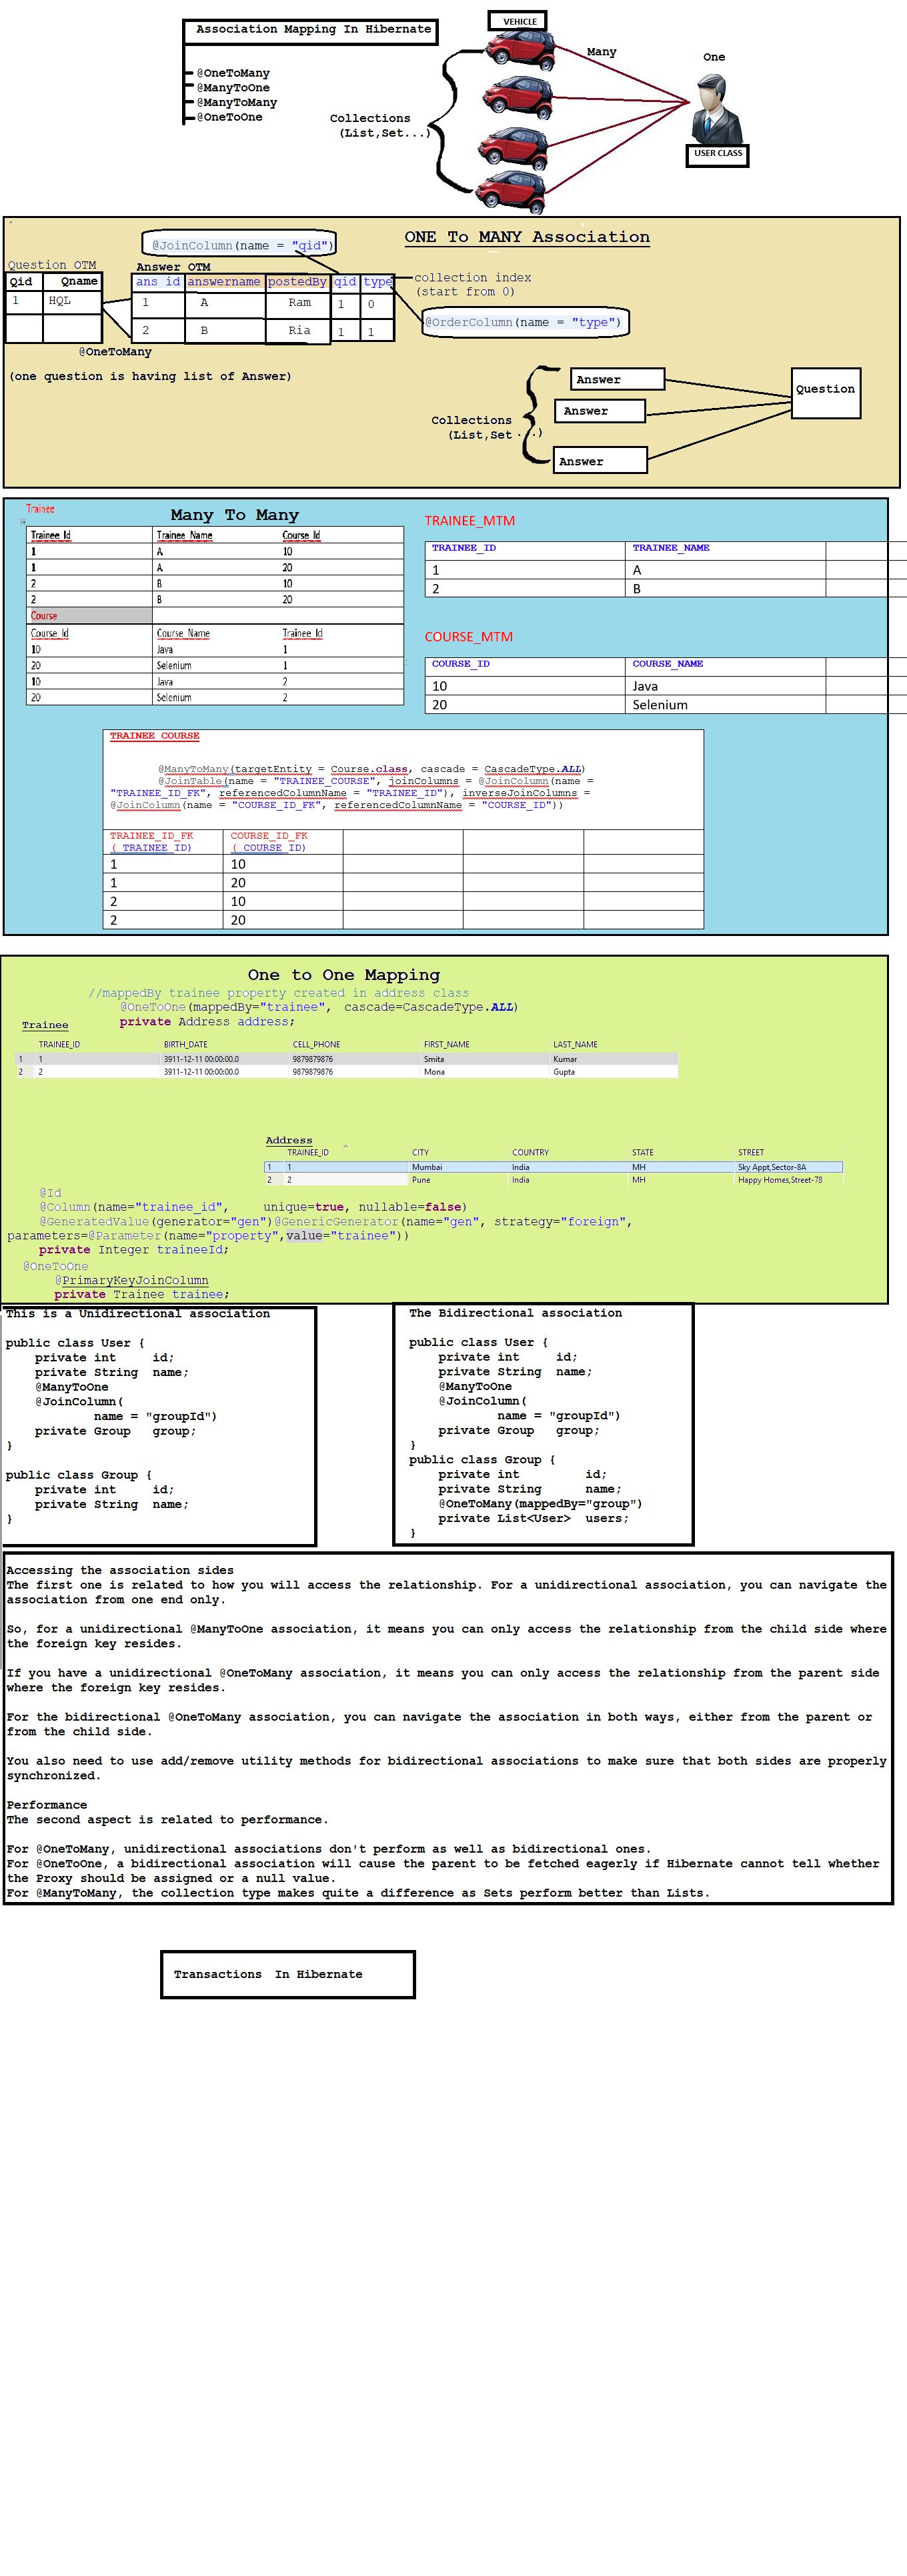 Association Mapping In Hibernate
@OneToMany
@ManyToOne
@ManyToMany
@OneToOne
VEHICLE
Many
One
Collections
(List,Set...)
USER CLASS
ONE To MANY Association
@JoinColumn(name = "qid")
Question OTM
Qid Qname
1 HQL
Answer OTM
ans id answername postedBy qid type
1 A Ram 1 0
2 B Ria 1 1
collection index
(start from 0)
@OrderColumn(name = "type")
@OneToMany
(one question is having list of Answer)
Collections
(List,Set...)
Answer
Answer
Answer
Question
Many To Many
Trainee
Trainee Id Trainee Name Course Id
1 A 10
1 A 20
2 B 10
2 B 20
Course
Course Id Course Name Trainee Id
10 Java 1
20 Selenium 1
10 Java 2
20 Selenium 2
TRAINEE_MTM
TRAINEE_ID TRAINEE_NAME
1 A
2 B
COURSE_MTM
COURSE_ID COURSE_NAME
10 Java
20 Selenium
TRAINEE_COURSE
@ManyToMany(targetEntity = Course.class, cascade = CascadeType.ALL)
@JoinTable(name = "TRAINEE_COURSE", joinColumns = @JoinColumn(name =
"TRAINEE_ID_FK", referencedColumnName = "TRAINEE_ID"), inverseJoinColumns =
@JoinColumn(name = "COURSE_ID_FK", referencedColumnName = "COURSE_ID"))
TRAINEE_ID_FK COURSE_ID_FK
( TRAINEE_ID) ( COURSE_ID)
1 10
1 20
2 10
2 20
One to One Mapping
//mappedBy trainee property created in address class
@OneToOne(mappedBy="trainee", cascade=CascadeType.ALL)
private Address address;
Trainee
TRAINEE_ID BIRTH_DATE CELL_PHONE FIRST_NAME LAST_NAME
1 1 3911-12-11 00:00:00.0 9879879876 Smita Kumar
2 2 3911-12-11 00:00:00.0 9879879876 Mona Gupta
Address
TRAINEE_ID CITY COUNTRY STATE STREET
1 1 Mumbai India MH Sky Appt,Sector-8A
2 2 Pune India MH Happy Homes,Street-78
@Id
@Column(name="trainee_id", unique=true, nullable=false)
@GeneratedValue(generator="gen")@GenericGenerator(name="gen", strategy="foreign",
parameters=@Parameter(name="property",value="trainee"))
private Integer traineeId;
@OneToOne
@PrimaryKeyJoinColumn
private Trainee trainee;
This is a Unidirectional association
public class User {
private int id;
private String name;
@ManyToOne
@JoinColumn(
name = "groupId")
private Group group;
}
public class Group {
private int id;
private String name;
}
The Bidirectional association
public class User {
private int id;
private String name;
@ManyToOne
@JoinColumn(
name = "groupId")
private Group group;
}
public class Group {
private int id;
private String name;
@OneToMany(mappedBy="group")
private List<User> users;
}
Accessing the association sides
The first one is related to how you will access the relationship. For a unidirectional association, you can navigate the
association from one end only.
So, for a unidirectional @ManyToOne association, it means you can only access the relationship from the child side where
the foreign key resides.
If you have a unidirectional @OneToMany association, it means you can only access the relationship from the parent side
where the foreign key resides.
For the bidirectional @OneToMany association, you can navigate the association in both ways, either from the parent or
from the child side.
You also need to use add/remove utility methods for bidirectional associations to make sure that both sides are properly
synchronized.
Performance
The second aspect is related to performance.
For @OneToMany, unidirectional associations don't perform as well as bidirectional ones.
For @OneToOne, a bidirectional association will cause the parent to be fetched eagerly if Hibernate cannot tell whether
the Proxy should be assigned or a null value.
For @ManyToMany, the collection type makes quite a difference as Sets perform better than Lists.
Transactions In Hibernate